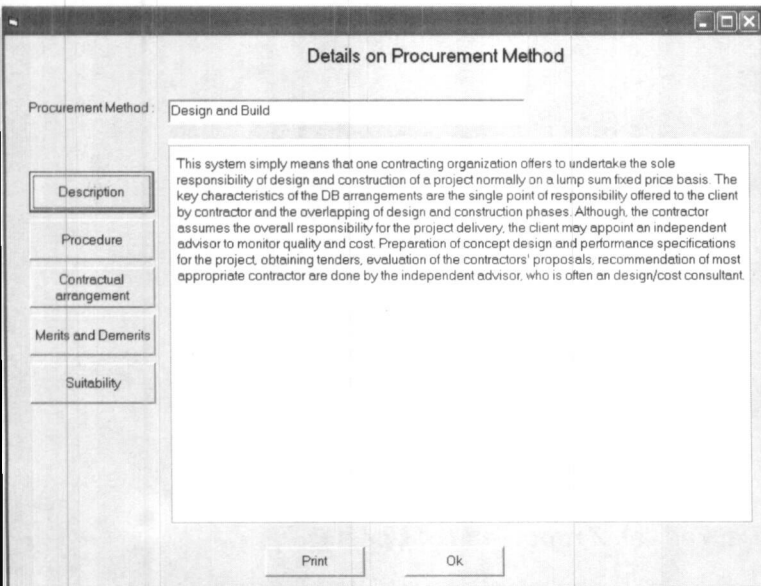 Details on Procurement Method
Procurement Method :
Design and Build
Description
Procedure
Contractual
arrangement
Merits and Demerits
Suitability
This system simply means that one contracting organization offers to undertake the sole
responsibility of design and construction of a project normally on a lump sum fixed price basis. The
key characteristics of the DB arrangements are the single point of responsibility offered to the client
by contractor and the overlapping of design and construction phases. Although, the contractor
assumes the overall responsibility for the project delivery, the client may appoint an independent
advisor to monitor quality and cost. Preparation of concept design and performance specifications
for the project, obtaining tenders, evaluation of the contractors' proposals, recommendation of most
appropriate contractor are done by the independent advisor, who is often an design/cost consultant.
Print
Ok